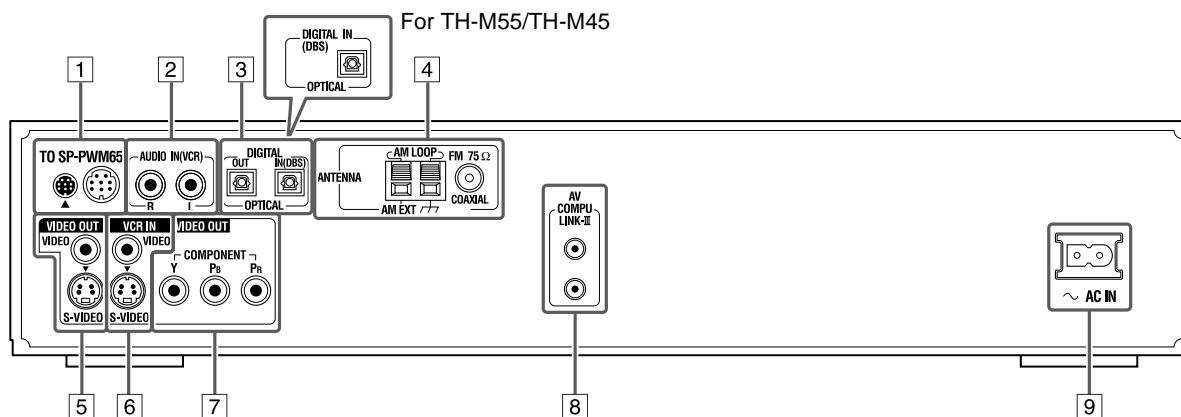 For TH-M55/TH-M45
DIGITAL IN
(DBS)
OPTICAL
1
2
3
4
TO SP-PWM65
AUDIO IN(VCR)
R
L
DIGITAL
OUT
IN(DBS)
OPTICAL
ANTENNA
AM LOOP
FM 75 Ω
AM EXT
COAXIAL
VIDEO OUT
VIDEO
S-VIDEO
VCR IN
VIDEO
S-VIDEO
VIDEO OUT
COMPONENT
Y
PB
PR
AV
COMPU
LINK-III
AC IN
5
6
7
8
9